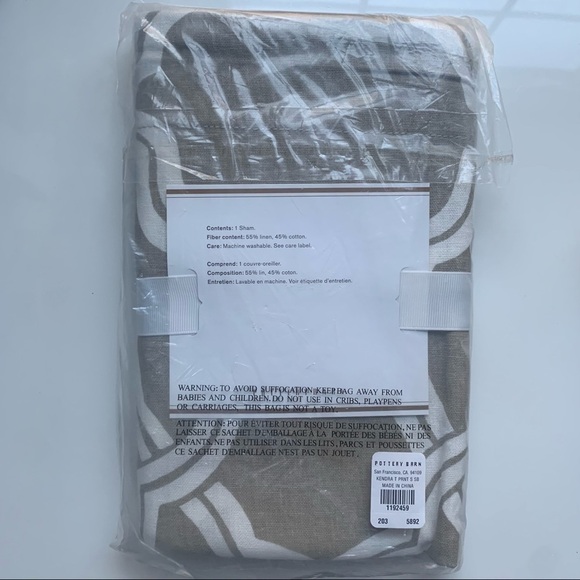 Contents: 1 Sham.
Fiber content: 55% linen, 45% cotton.
Care: Machine washable. See care label.
Comprend: 1 couvre-oreiller.
Composition: 55% lin, 45% coton.
Entretien: Laxable en machine. Voir étiquette d'entretien.
WARNING: TO AVOID SUFFOCATION KEEP BAG AWAY FROM
BABIES AND CHILDREN. DO NOT USE IN CRIBS, PLAYPENS
OR CARRIAGES. THIS BAG IS NOT A TOY.
ATTENTION: POUR EVITER TOUT RISQUE DE SUFFOCATION, NE PAS
LAISSER CE SACHET D'EMBALLAGE À LA PORTÉE DES BÉBÉS NI DES
ENFANTS. NE PAS UTILISER DANS LES LITS, PARCS ET POUSSETTES
CE SACHET D'EMBALLAGE N'EST PAS UN JOUET.
POTTERY BARN
San Francisco, CA. 94109
KENDRA T PRNT S SB
MADE IN CHINA
1192459
203 5892